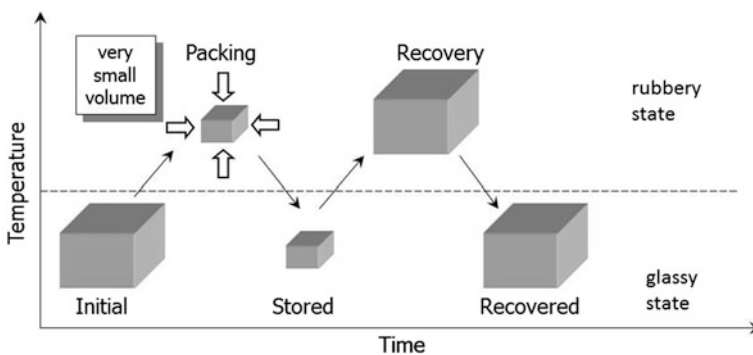 very
small
volume
Packing
Recovery
rubbery
state
Temperature
Initial
Stored
Recovered
glassy
state
Time